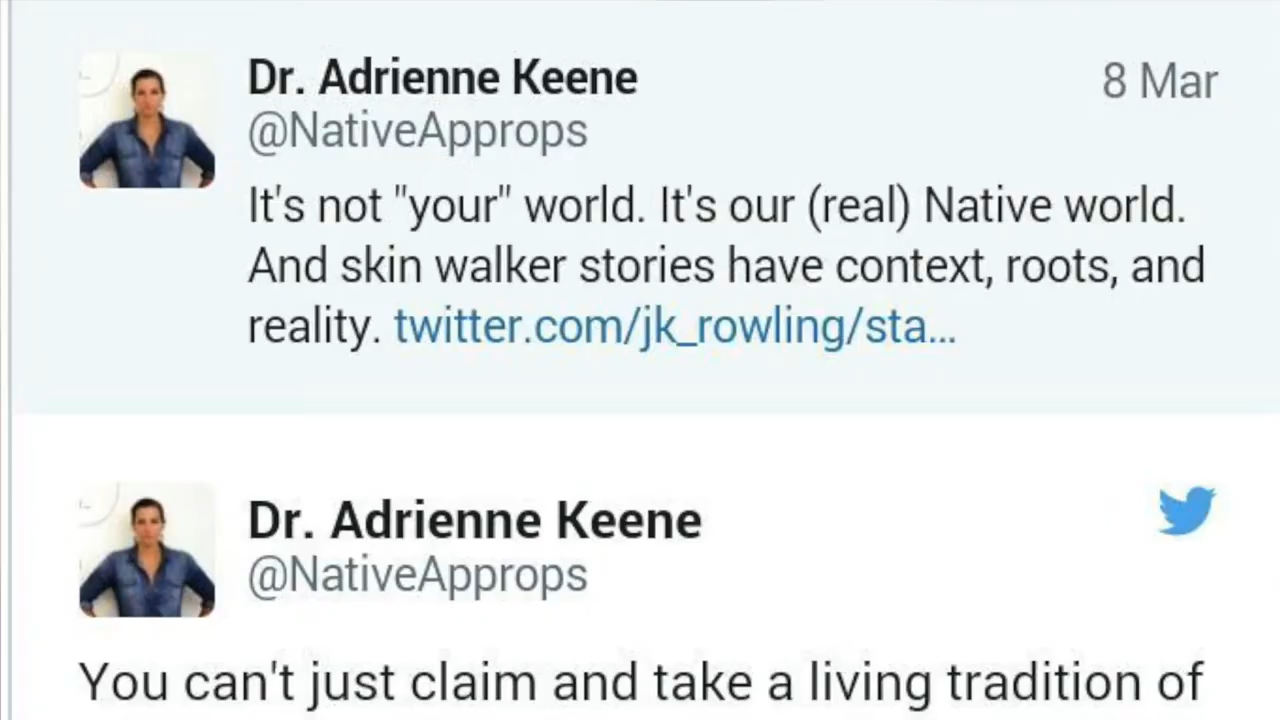 Dr. Adrienne Keene
8 Mar
@NativeApprops
It's not "your" world. It's our (real) Native world.
And skin walker stories have context, roots, and
reality. twitter.com/jk_rowling/sta...
Dr. Adrienne Keene
@NativeApprops
You can't just claim and take a living tradition of